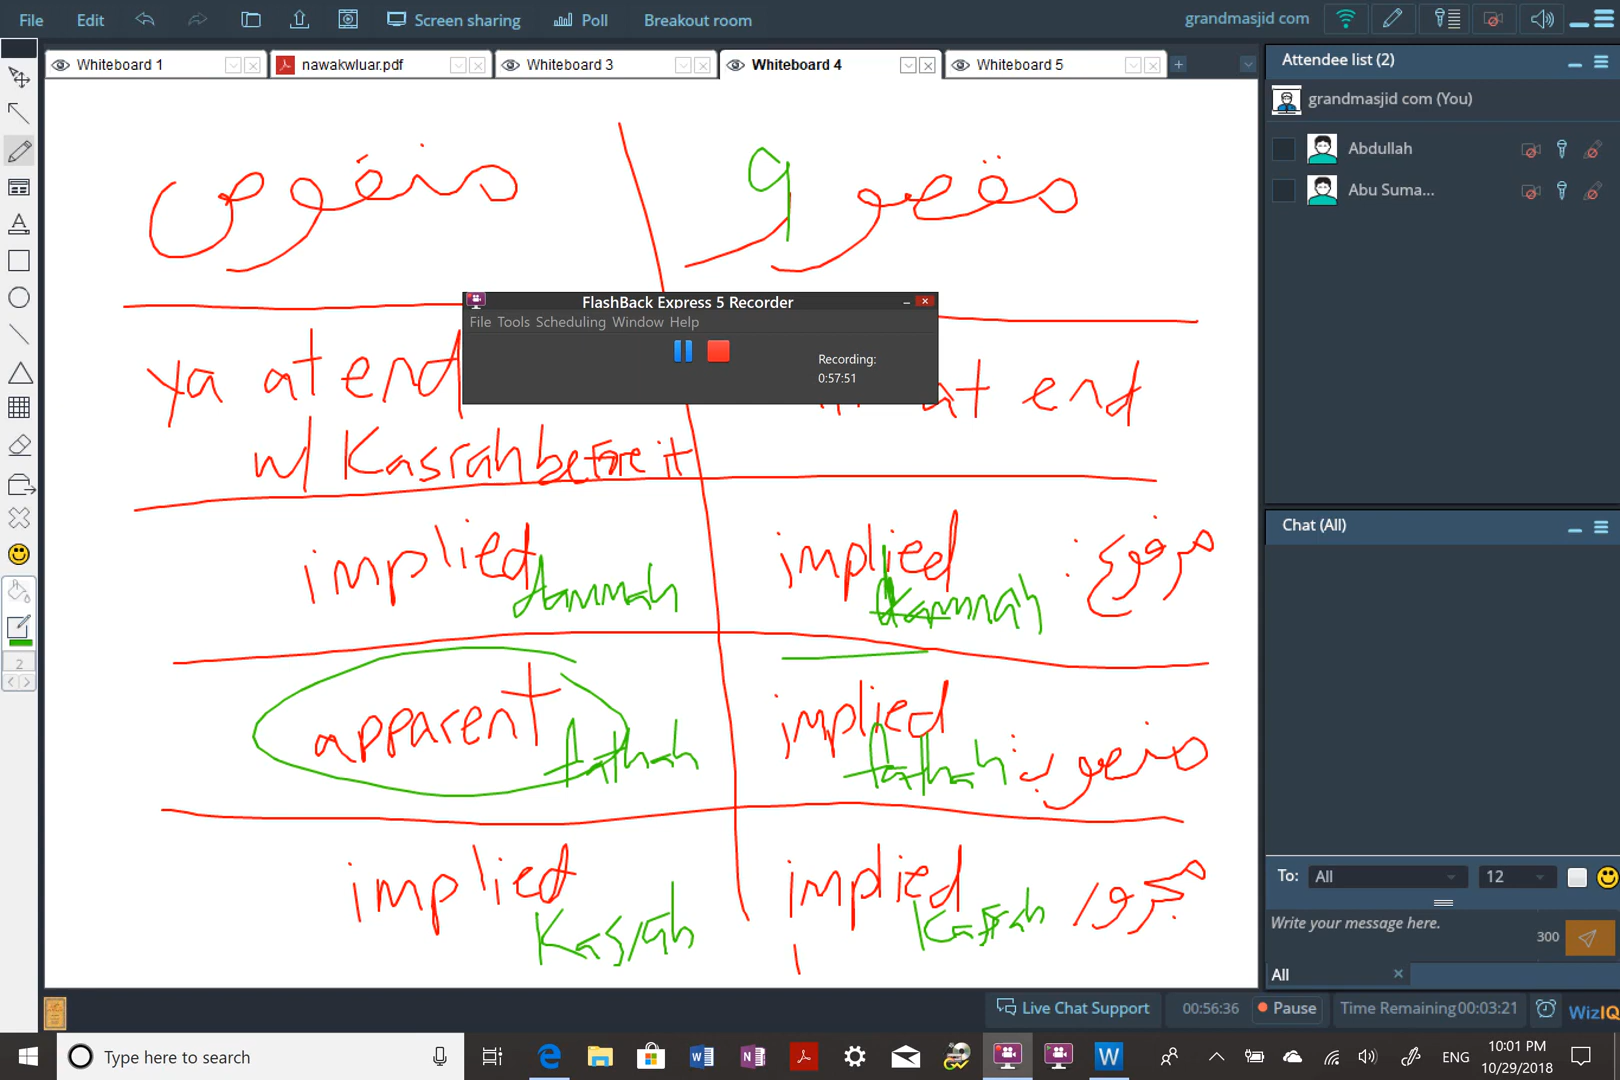 File Edit Screen sharing Poll Breakout room grandmasjid com
Whiteboard 1 nawakwluar.pdf Whiteboard 3 Whiteboard 4 Whiteboard 5
Attendee list (2)
grandmasjid com (You)
Abdullah
Abu Suma...
منقوص
مقصور
9
FlashBack Express 5 Recorder
File Tools Scheduling Window Help
Recording:
0:57:51
ya at end
at end
w/ Kasrah before it
implied dammah
implied dammah
مرفوع:
apparent fathah
implied fathah
منصوب:
implied Kasrah
implied Kasrah
مجرور
2
Chat (All)
To: All 12
Write your message here.
300
All
Live Chat Support 00:56:36 Pause Time Remaining 00:03:21 WizIQ
Type here to search
ENG
10:01 PM
10/29/2018